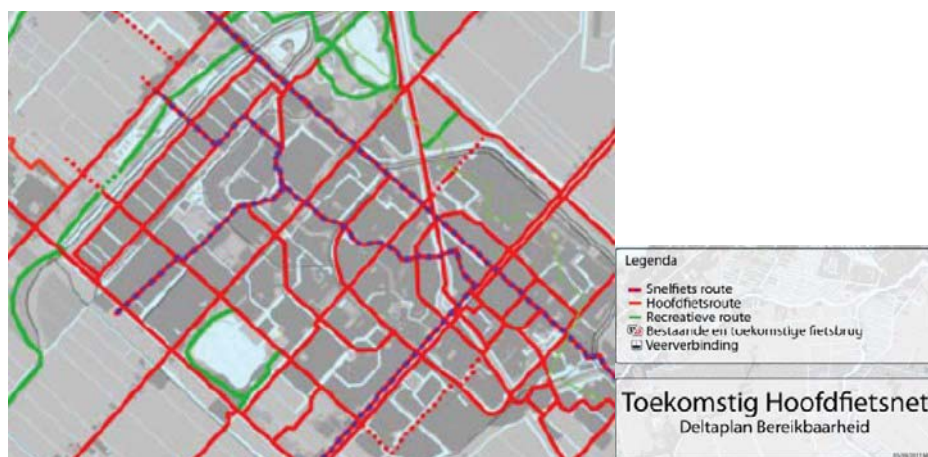 Legenda
Snelfiets route
Hoofdfietsroute
Recreatieve route
Bestaande en toekomstige fietsbrug
Veerverbinding
Toekomstig Hoofdfietsnet
Deltaplan Bereikbaarheid